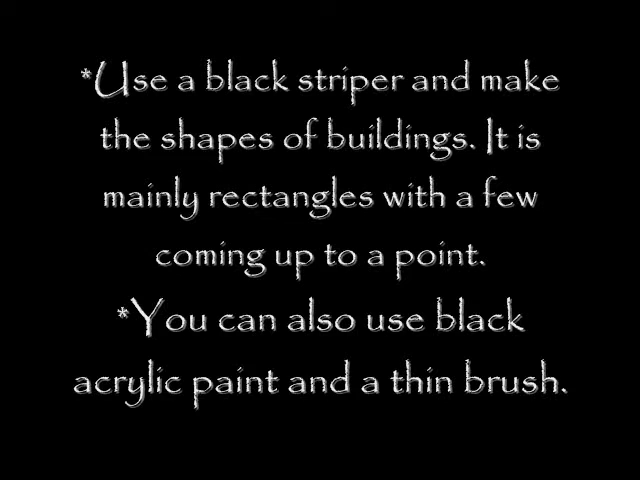 *Use a black striper and make
the shapes of buildings. It is
mainly rectangles with a few
coming up to a point.
*You can also use black
acrylic paint and a thin brush.